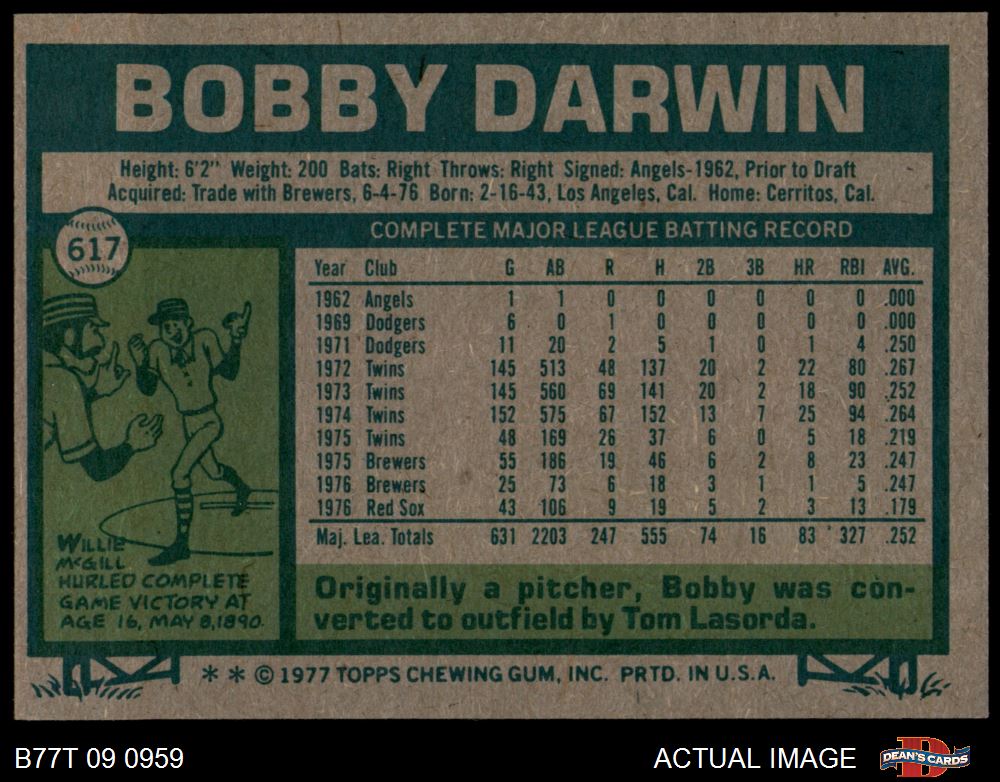 BOBBY DARWIN
Height: 6'2" Weight: 200 Bats: Right Throws: Right Signed: Angels-1962, Prior to Draft
Acquired: Trade with Brewers, 6-4-76 Born: 2-16-43, Los Angeles, Cal. Home: Cerritos, Cal.
617
COMPLETE MAJOR LEAGUE BATTING RECORD
Year Club G AB R H 2B 3B HR RBI AVG.
1962 Angels 1 1 0 0 0 0 0 0 .000
1969 Dodgers 6 0 1 0 0 0 0 0 .000
1971 Dodgers 11 20 2 5 1 0 1 4 .250
1972 Twins 145 513 48 137 20 2 22 80 .267
1973 Twins 145 560 69 141 20 2 18 90 .252
1974 Twins 152 575 67 152 13 7 25 94 .264
1975 Twins 48 169 26 37 6 0 5 18 .219
1975 Brewers 55 186 19 46 6 2 8 23 .247
1976 Brewers 25 73 6 18 3 1 1 5 .247
1976 Red Sox 43 106 9 19 5 2 3 13 .179
Maj. Lea. Totals 631 2203 247 555 74 16 83 327 .252
WILLIE
McGILL
HURLED COMPLETE
GAME VICTORY AT
AGE 16, MAY 8, 1890.
Originally a pitcher, Bobby was con-
verted to outfield by Tom Lasorda.
** © 1977 TOPPS CHEWING GUM, INC. PRTD. IN U.S.A.
B77T 09 0959
ACTUAL IMAGE
D
DEAN'S CARDS